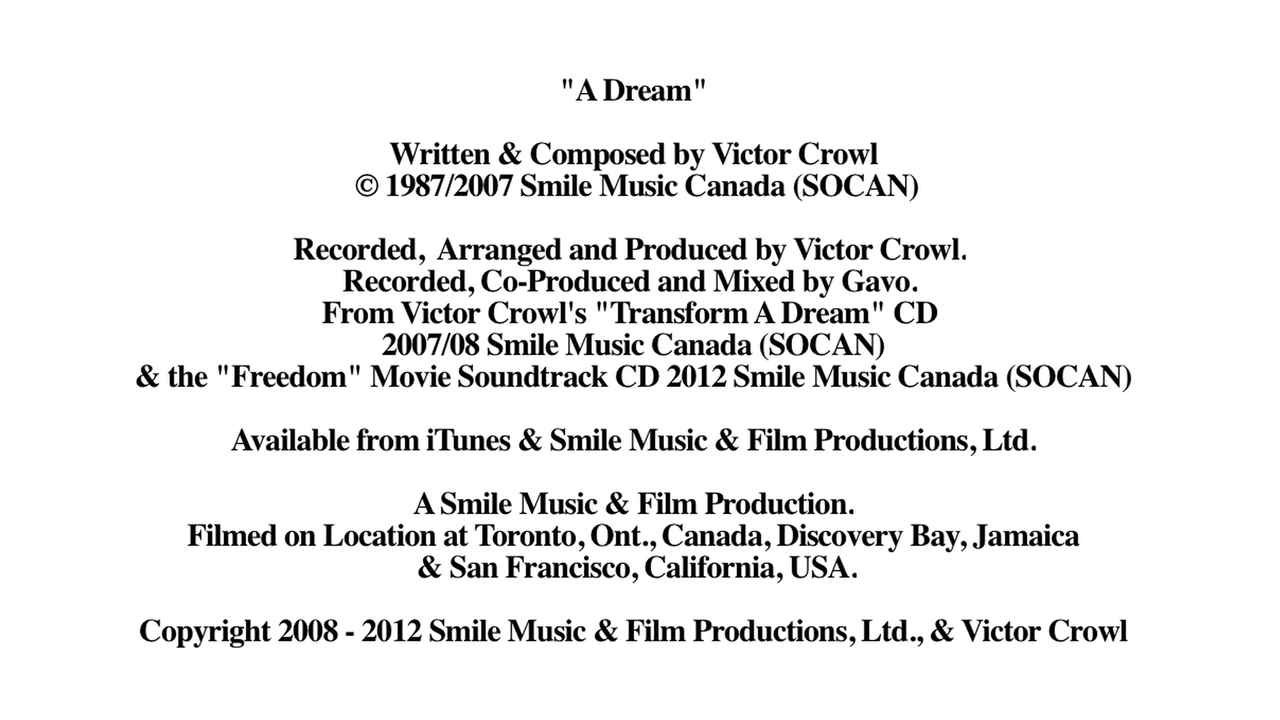 "A Dream"
Written & Composed by Victor Crowl
© 1987/2007 Smile Music Canada (SOCAN)
Recorded,  Arranged and Produced by Victor Crowl.
Recorded, Co-Produced and Mixed by Gavo.
From Victor Crowl's "Transform A Dream" CD
2007/08 Smile Music Canada (SOCAN)
& the "Freedom" Movie Soundtrack CD 2012 Smile Music Canada (SOCAN)
Available from iTunes & Smile Music & Film Productions, Ltd.
A Smile Music & Film Production.
Filmed on Location at Toronto, Ont., Canada, Discovery Bay, Jamaica
& San Francisco, California, USA.
Copyright 2008 - 2012 Smile Music & Film Productions, Ltd., & Victor Crowl